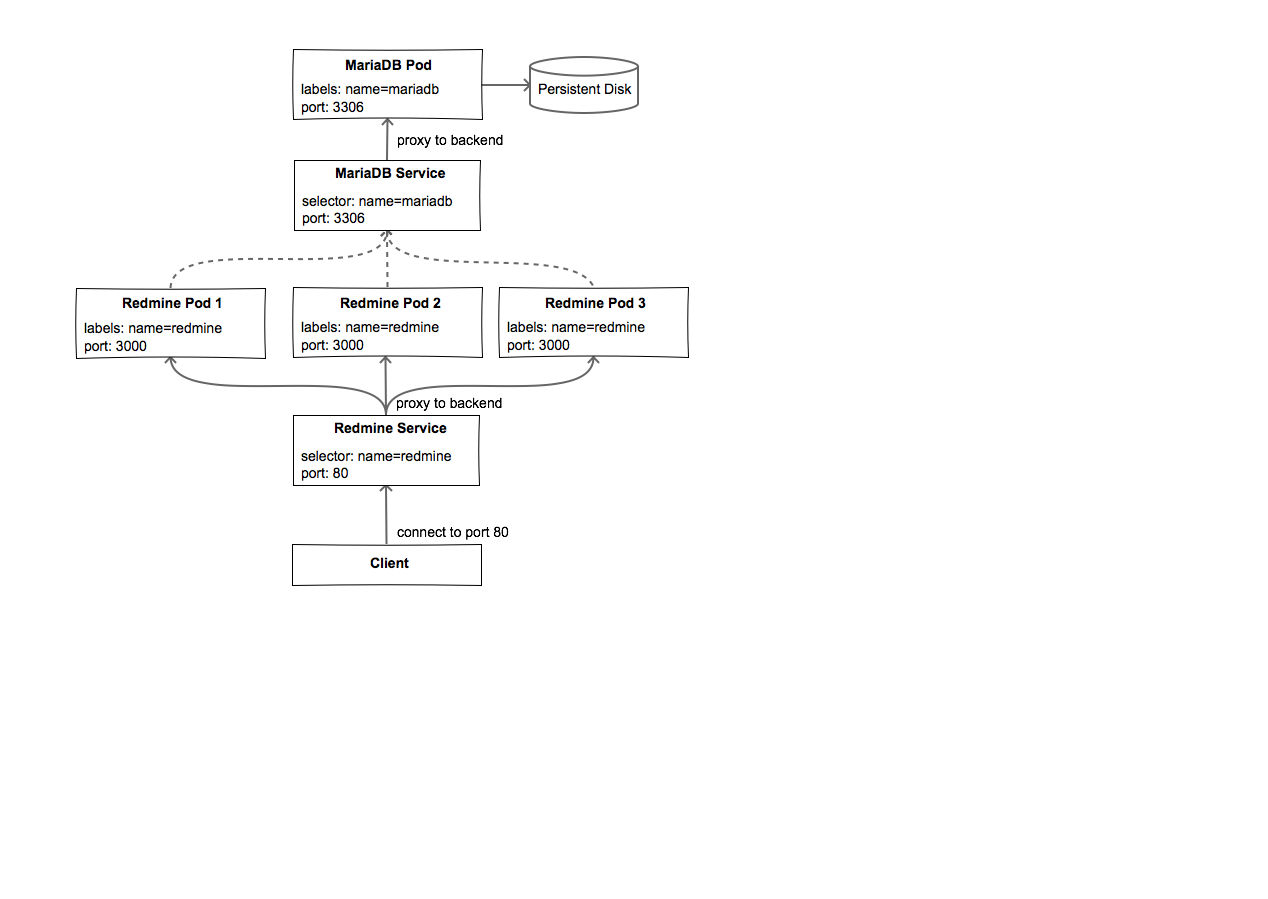 MariaDB Pod
labels: name=mariadb
port: 3306
Persistent Disk
proxy to backend
MariaDB Service
selector: name=mariadb
port: 3306
Redmine Pod 1
labels: name=redmine
port: 3000
Redmine Pod 2
labels: name=redmine
port: 3000
Redmine Pod 3
labels: name=redmine
port: 3000
proxy to backend
Redmine Service
selector: name=redmine
port: 80
connect to port 80
Client